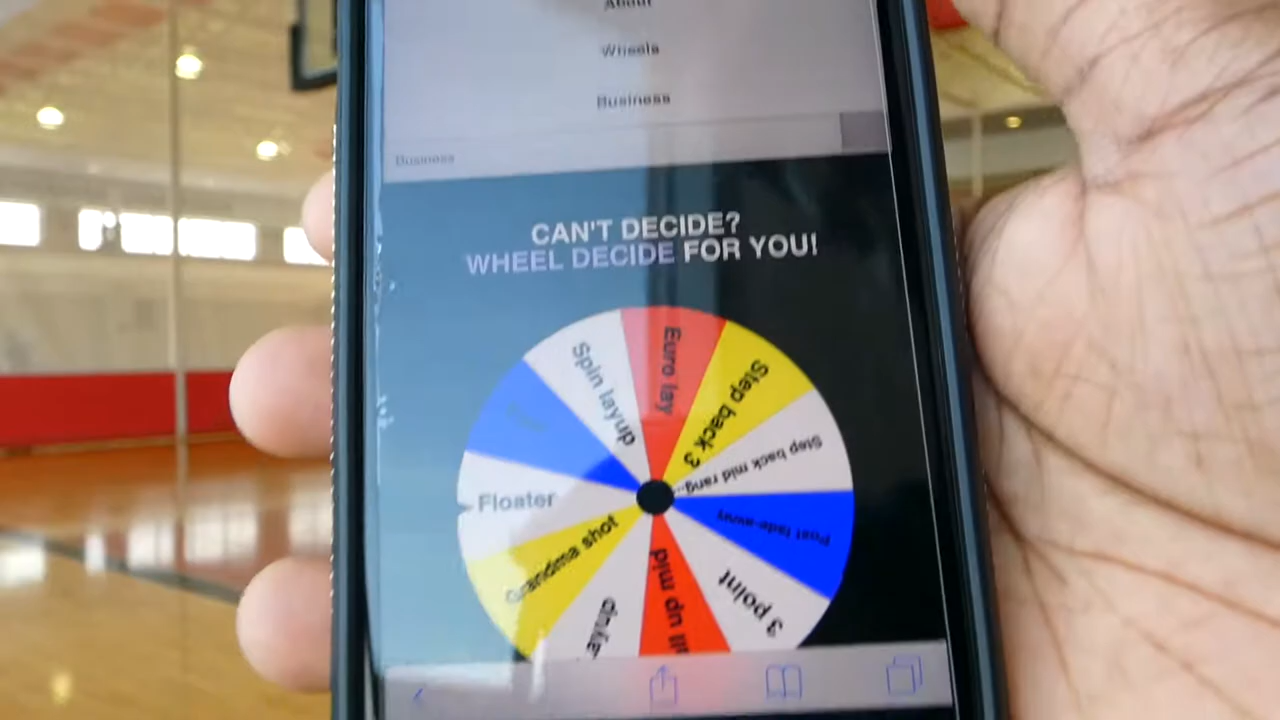 About
Wheels
Business
Business
CAN'T DECIDE?
WHEEL DECIDE FOR YOU!
Euro lay
Step back 3
Step back mid rang...
Post fade-away
3 point
ll up mid
Grandma shot
Floater
Spin layup